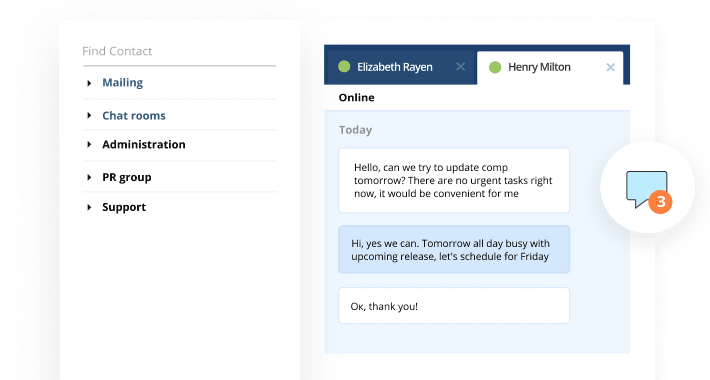 Find Contact
Mailing
Chat rooms
Administration
PR group
Support
Elizabeth Rayen
Henry Milton
Online
Today
Hello, can we try to update comp
tomorrow? There are no urgent tasks right
now, it would be convenient for me
Hi, yes we can. Tomorrow all day busy with
upcoming release, let's schedule for Friday
Oк, thank you!
3